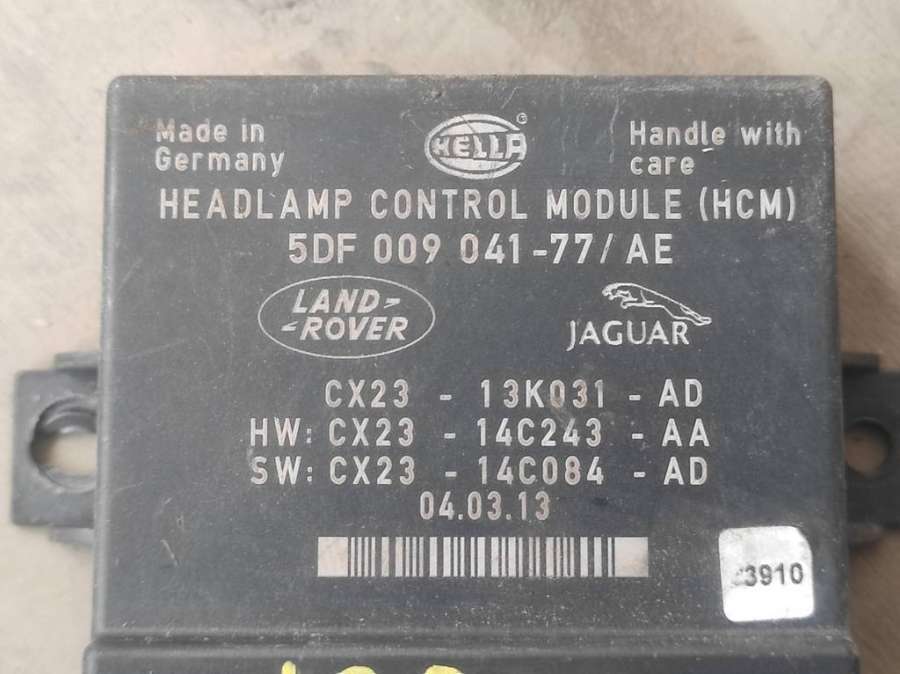 Made in
Germany
HELLA
®
Handle with
care
HEADLAMP CONTROL MODULE (HCM)
5DF 009 041-77/ AE
LAND-
-ROVER
JAGUAR
CX23 - 13K031 - AD
HW: CX23 - 14C243 - AA
SW: CX23 - 14C084 - AD
04.03.13
3910